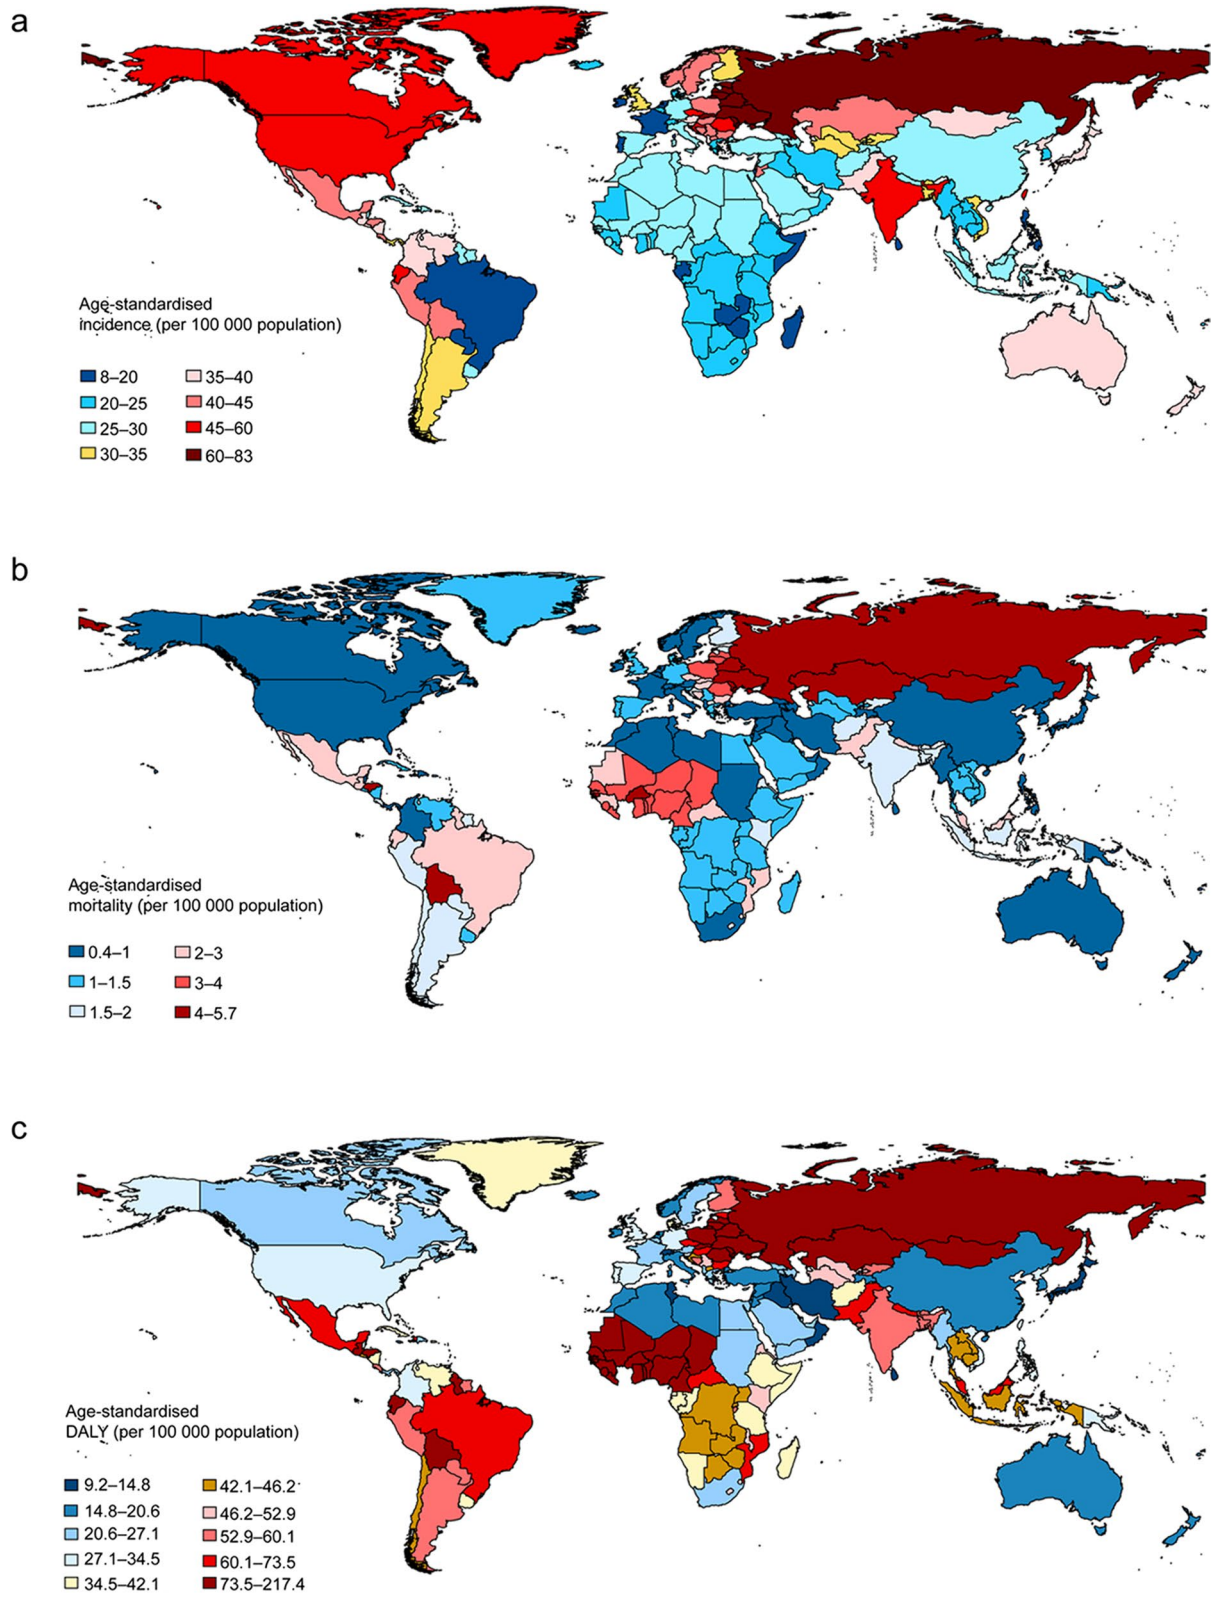 a
Age-standardised
incidence (per 100 000 population)
8–20
35–40
20–25
40–45
25–30
45–60
30–35
60–83
b
Age-standardised
mortality (per 100 000 population)
0.4–1
2–3
1–1.5
3–4
1.5–2
4–5.7
c
Age-standardised
DALY (per 100 000 population)
9.2–14.8
42.1–46.2
14.8–20.6
46.2–52.9
20.6–27.1
52.9–60.1
27.1–34.5
60.1–73.5
34.5–42.1
73.5–217.4